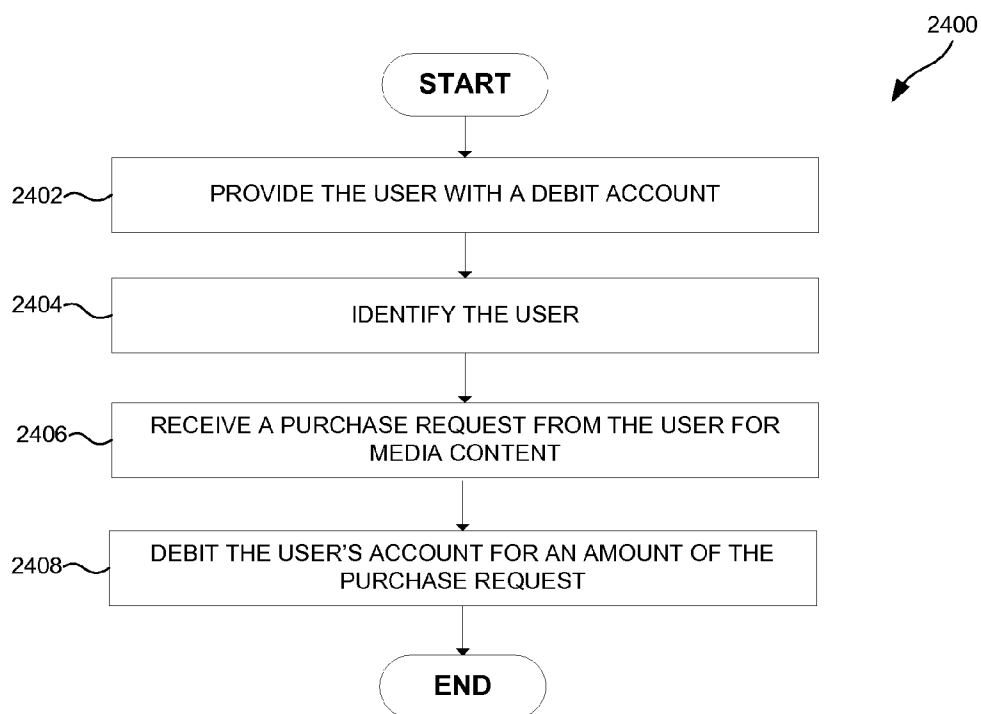 2400
START
2402
PROVIDE THE USER WITH A DEBIT ACCOUNT
2404
IDENTIFY THE USER
2406
RECEIVE A PURCHASE REQUEST FROM THE USER FOR
MEDIA CONTENT
2408
DEBIT THE USER'S ACCOUNT FOR AN AMOUNT OF THE
PURCHASE REQUEST
END